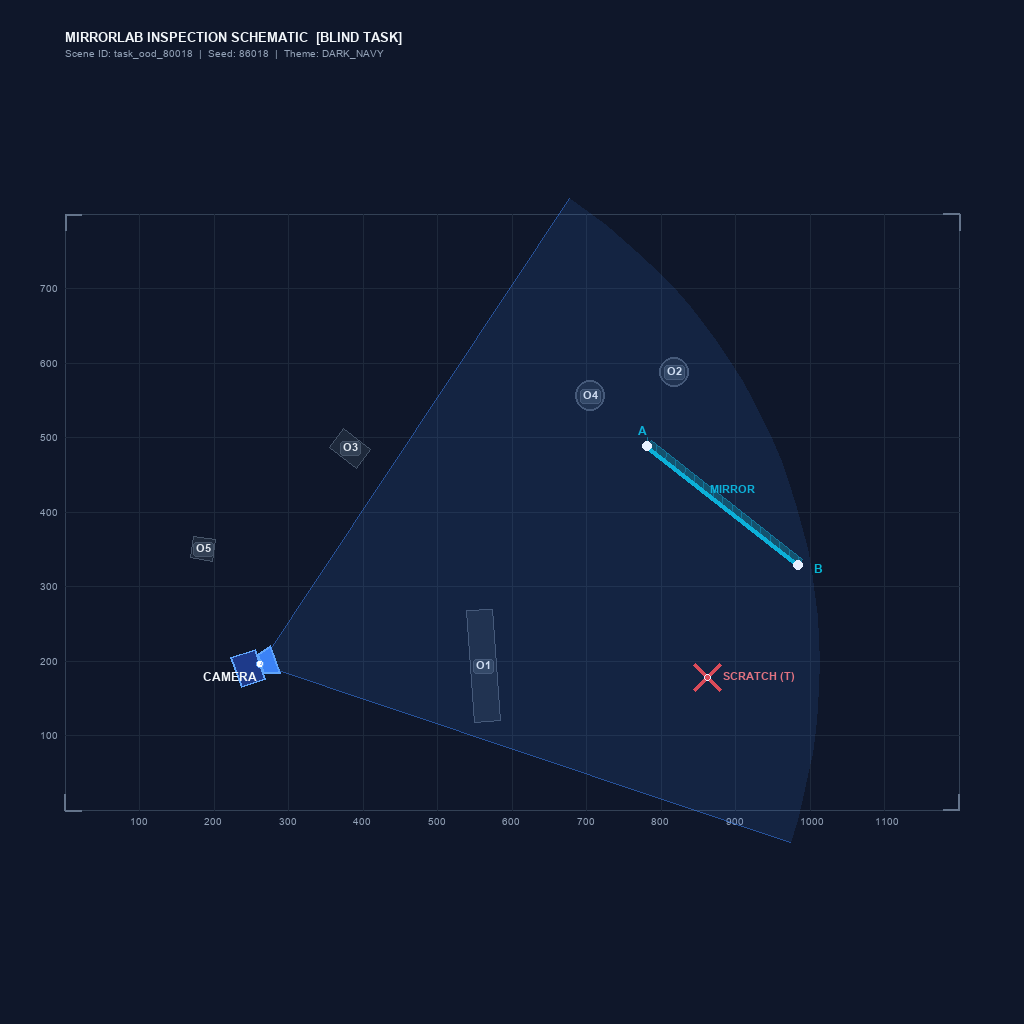 MIRRORLAB INSPECTION SCHEMATIC [BLIND TASK]
Scene ID: task_ood_80018 | Seed: 86018 | Theme: DARK_NAVY
700
600
500
400
300
200
100
O2
O4
A
O3
MIRROR
O5
B
O1
CAMERA
SCRATCH (T)
100 200 300 400 500 600 700 800 900 1000 1100